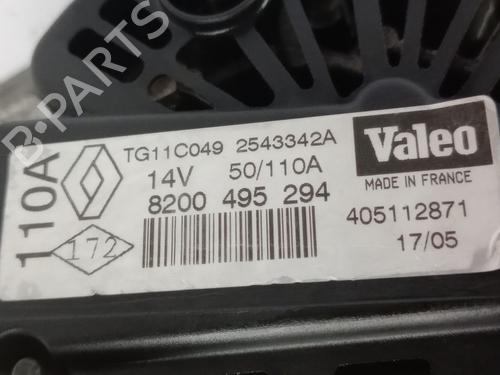 110A
172
TG11C049 2543342A
14V 50/110A
8200 495 294
Valeo
MADE IN FRANCE
405112871
17/05
B-PARTS